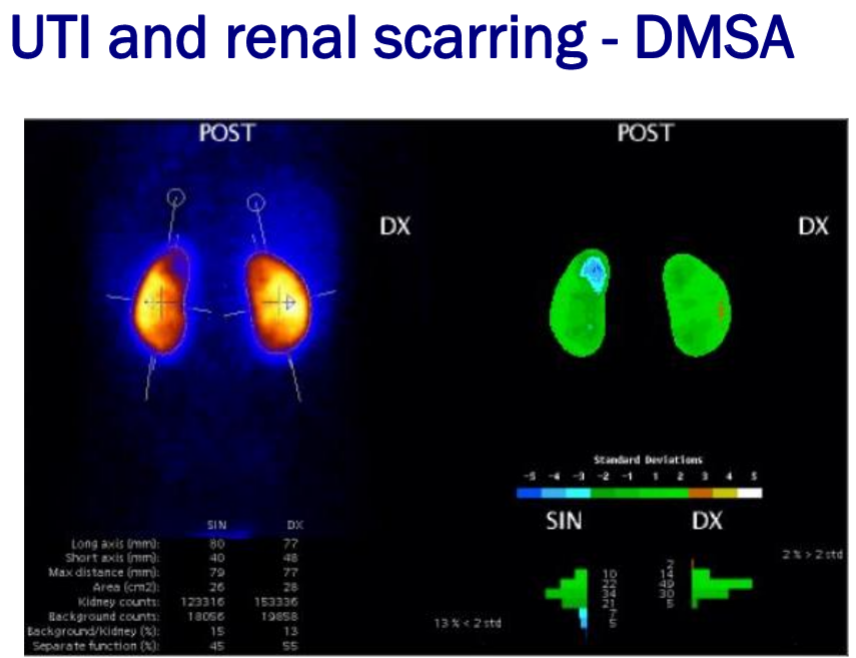 UTI and renal scarring - DMSA
POST
DX
SIN DX
Long axis (mm): 80 77
Short axis (mm): 40 48
Max distance (mm): 79 77
Area (cm2): 26 28
Kidney counts: 123316 153336
Background counts: 18056 19858
Background/Kidney (%): 15 13
Separate function (%): 45 55
POST
DX
Standard Deviations
-5 -4 -3 -2 -1 1 2 3 4 5
SIN DX
2 % > 2 std
2
10 14
22 49
34 30
21 5
7
5
13 % < 2 std